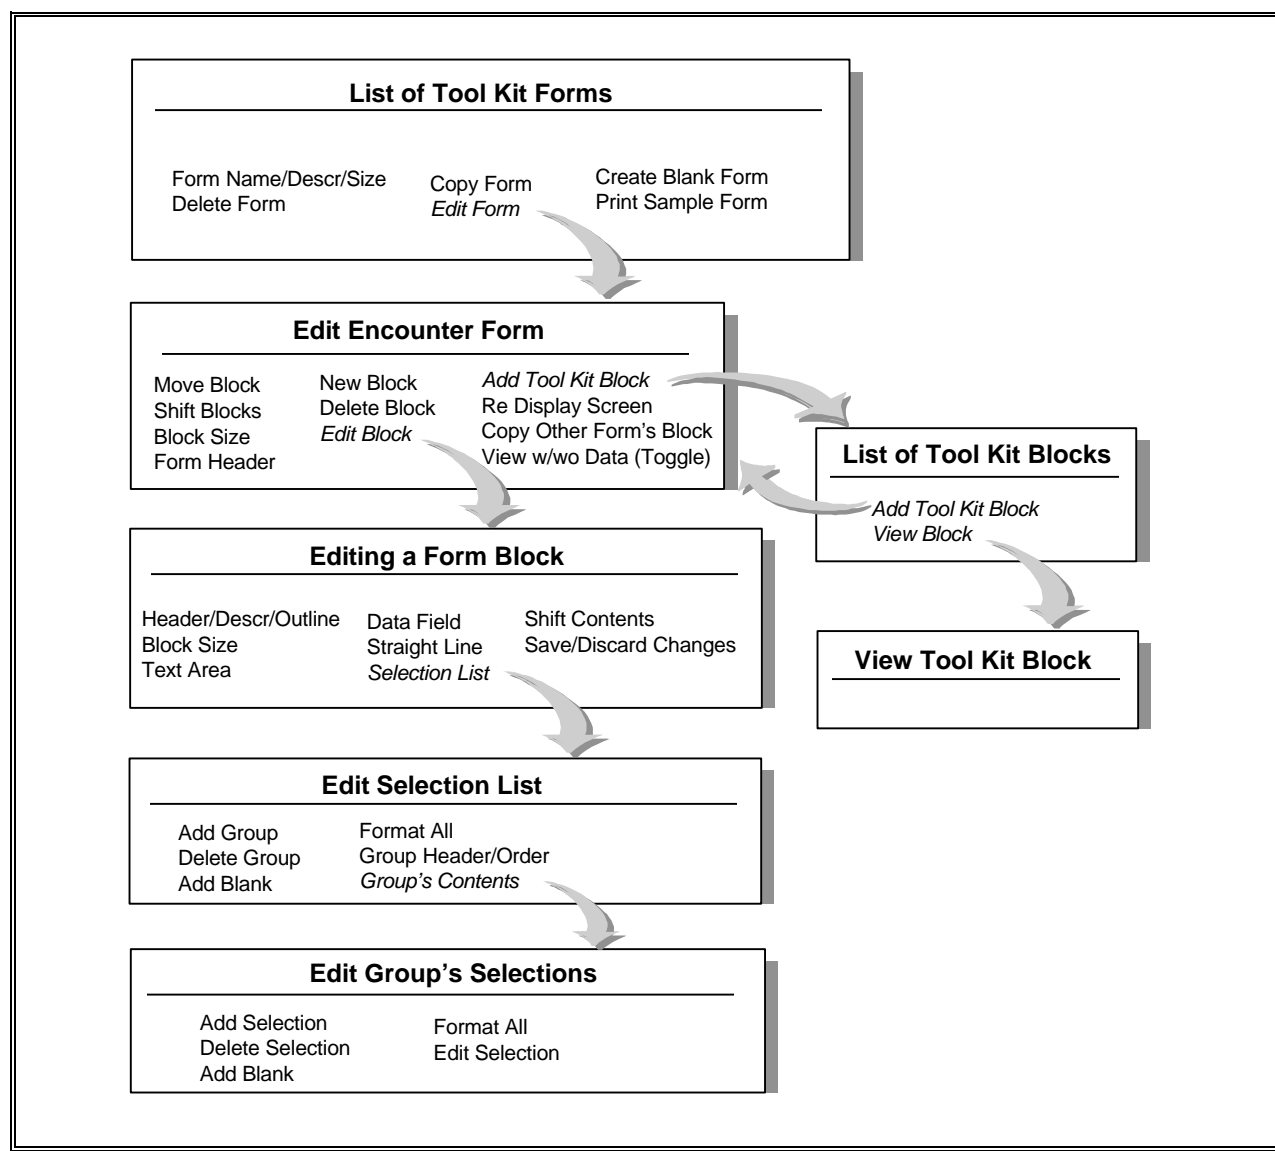 List of Tool Kit Forms
Form Name/Descr/Size
Delete Form
Copy Form
Edit Form
Create Blank Form
Print Sample Form
Edit Encounter Form
Move Block
Shift Blocks
Block Size
Form Header
New Block
Delete Block
Edit Block
Add Tool Kit Block
Re Display Screen
Copy Other Form's Block
View w/wo Data (Toggle)
List of Tool Kit Blocks
Add Tool Kit Block
View Block
Editing a Form Block
Header/Descr/Outline
Block Size
Text Area
Data Field
Straight Line
Selection List
Shift Contents
Save/Discard Changes
View Tool Kit Block
Edit Selection List
Add Group
Delete Group
Add Blank
Format All
Group Header/Order
Group's Contents
Edit Group's Selections
Add Selection
Delete Selection
Add Blank
Format All
Edit Selection